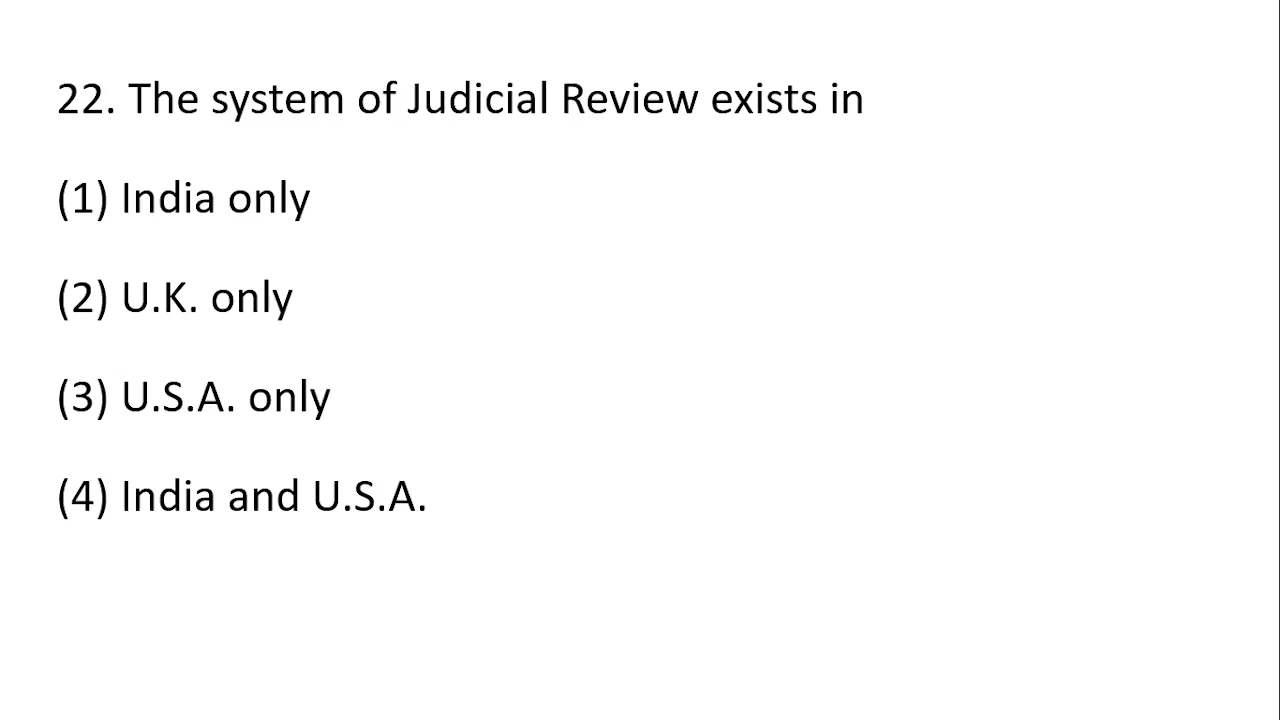 22. The system of Judicial Review exists in
(1) India only
(2) U.K. only
(3) U.S.A. only
(4) India and U.S.A.